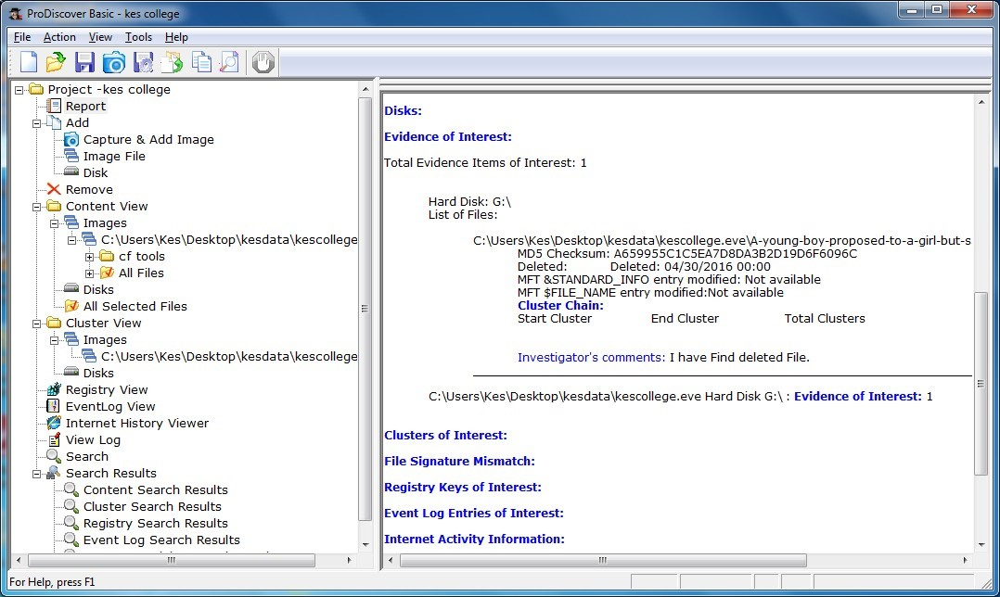 ProDiscover Basic - kes college
File Action View Tools Help
Project -kes college
Report
Add
Capture & Add Image
Image File
Disk
Remove
Content View
Images
C:\Users\Kes\Desktop\kesdata\kescollege
cf tools
All Files
Disks
All Selected Files
Cluster View
Images
C:\Users\Kes\Desktop\kesdata\kescollege
Disks
Registry View
EventLog View
Internet History Viewer
View Log
Search
Search Results
Content Search Results
Cluster Search Results
Registry Search Results
Event Log Search Results
Disks:
Evidence of Interest:
Total Evidence Items of Interest: 1
Hard Disk: G:\
List of Files:
C:\Users\Kes\Desktop\kesdata\kescollege.eve\A-young-boy-proposed-to-a-girl-but-s
MD5 Checksum: A659955C1C5EA7D8DA3B2D19D6F6096C
Deleted: Deleted: 04/30/2016 00:00
MFT &STANDARD_INFO entry modified: Not available
MFT $FILE_NAME entry modified:Not available
Cluster Chain:
Start Cluster End Cluster Total Clusters
Investigator's comments: I have Find deleted File.
C:\Users\Kes\Desktop\kesdata\kescollege.eve Hard Disk G:\ : Evidence of Interest: 1
Clusters of Interest:
File Signature Mismatch:
Registry Keys of Interest:
Event Log Entries of Interest:
Internet Activity Information:
For Help, press F1